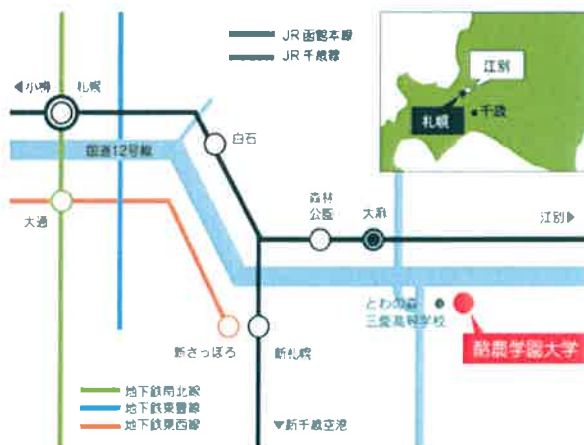 JR函館本線
JR千歳線
◀小樽
札幌
江別
札幌
千歳
白石
国道12号線
大通
森林
公園
大麻
江別▶
とわの森
三愛高等学校
酪農学園大学
新さっぽろ
新札幌
地下鉄南北線
地下鉄東豊線
地下鉄東西線
▼新千歳空港